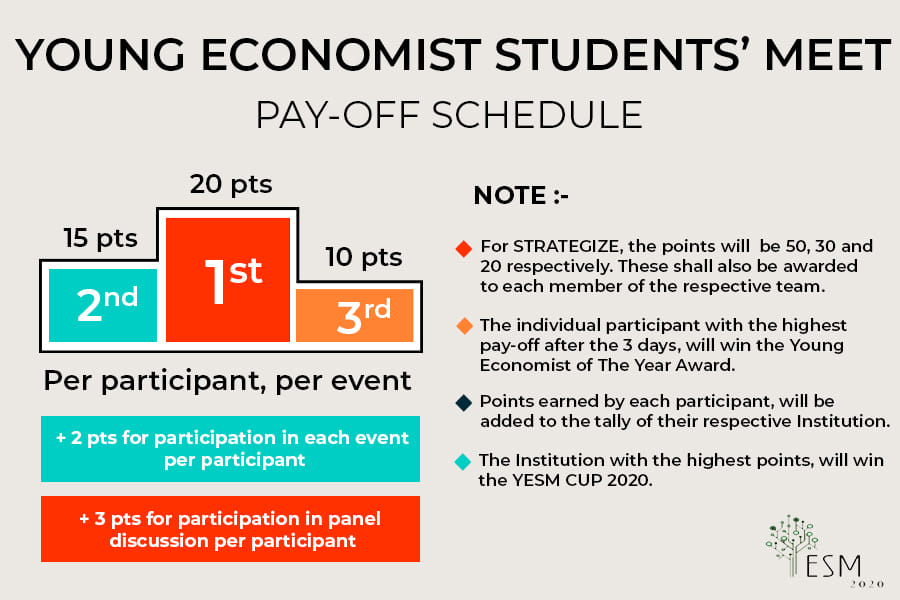 YOUNG ECONOMIST STUDENTS’ MEET
PAY-OFF SCHEDULE
20 pts
15 pts
10 pts
1st
2nd
3rd
Per participant, per event
+ 2 pts for participation in each event
per participant
+ 3 pts for participation in panel
discussion per participant
NOTE :-
For STRATEGIZE, the points will be 50, 30 and
20 respectively. These shall also be awarded
to each member of the respective team.
The individual participant with the highest
pay-off after the 3 days, will win the Young
Economist of The Year Award.
Points earned by each participant, will be
added to the tally of their respective Institution.
The Institution with the highest points, will win
the YESM CUP 2020.
YESM
2020